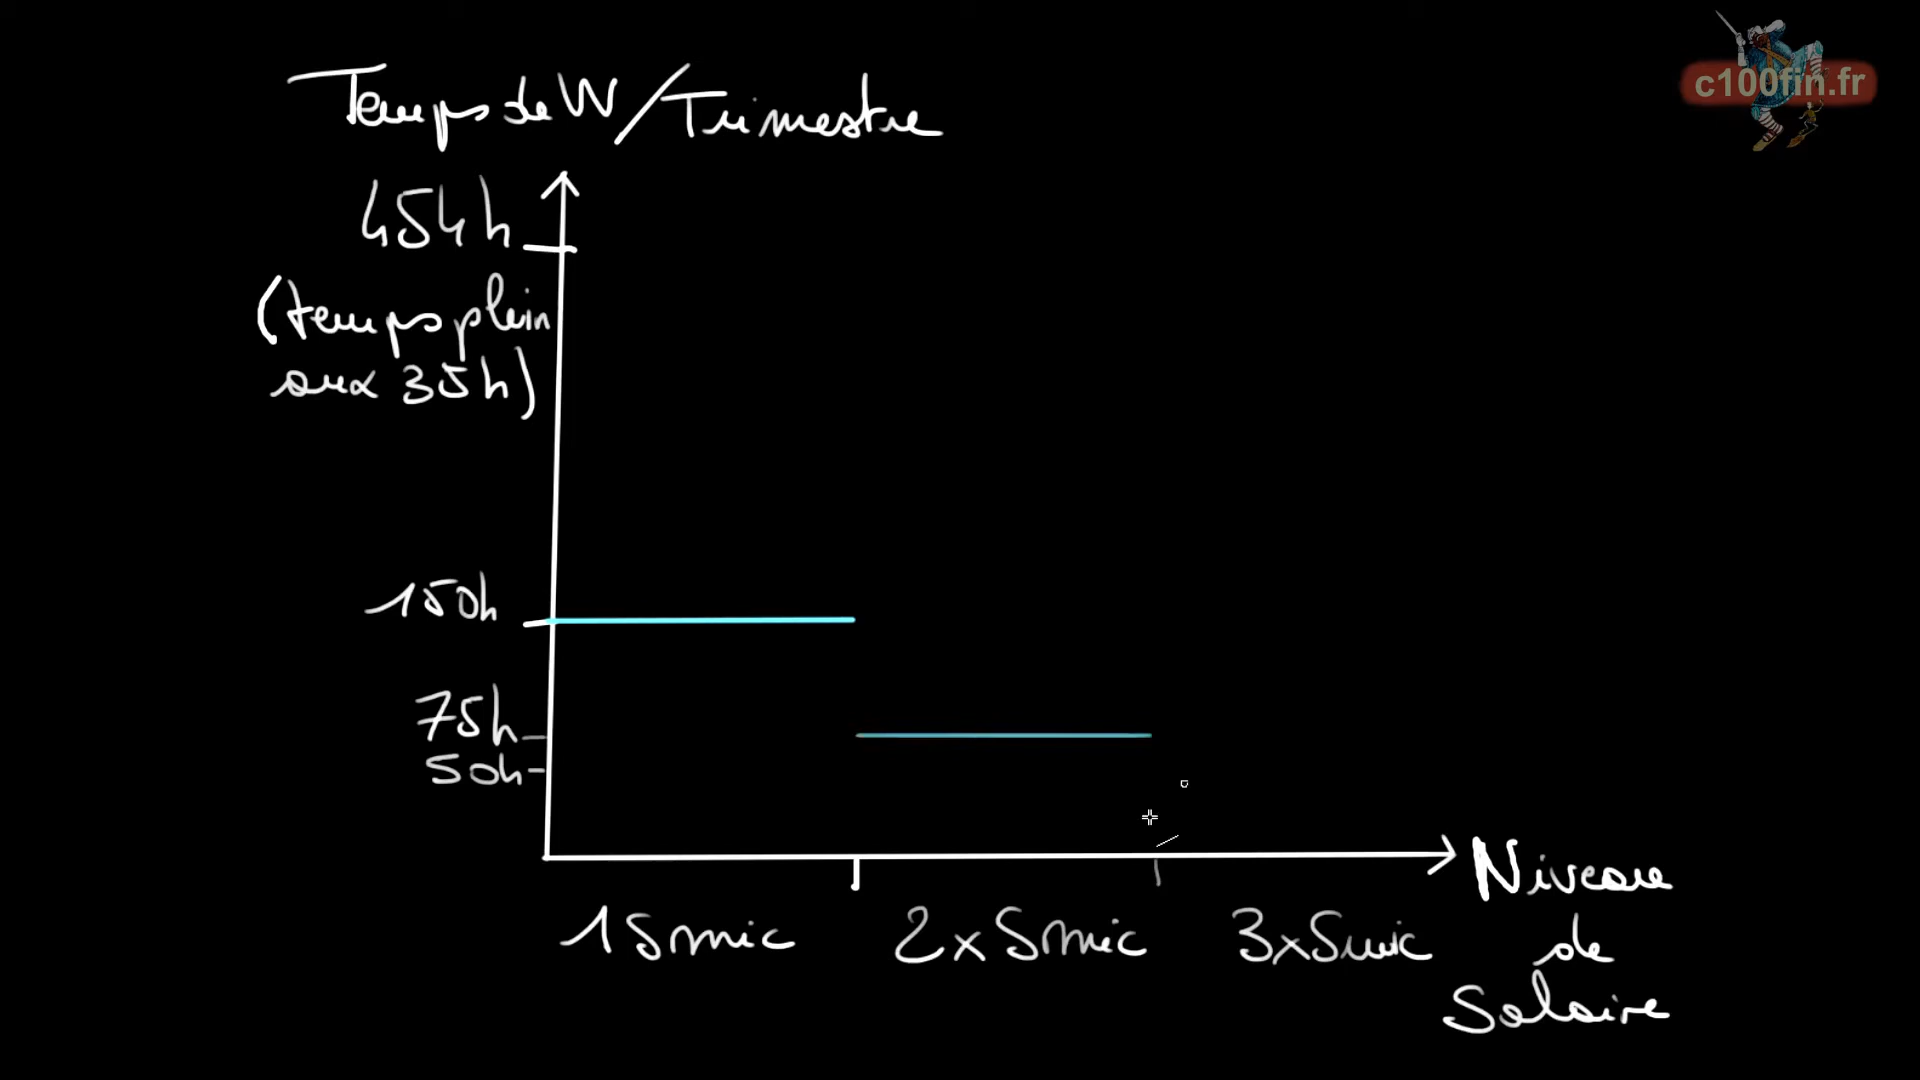 c100fin.fr
Temps de W/Trimestre
454h
(temps plein
aux 35h)
150h
75h
50h
1 Smic 2xSmic 3xSmic
Niveau
de
Salaire